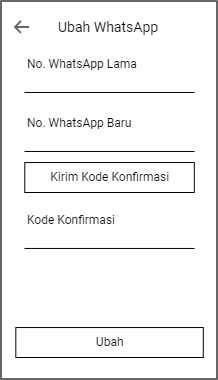 Ubah WhatsApp
No. WhatsApp Lama
No. WhatsApp Baru
Kirim Kode Konfirmasi
Kode Konfirmasi
Ubah